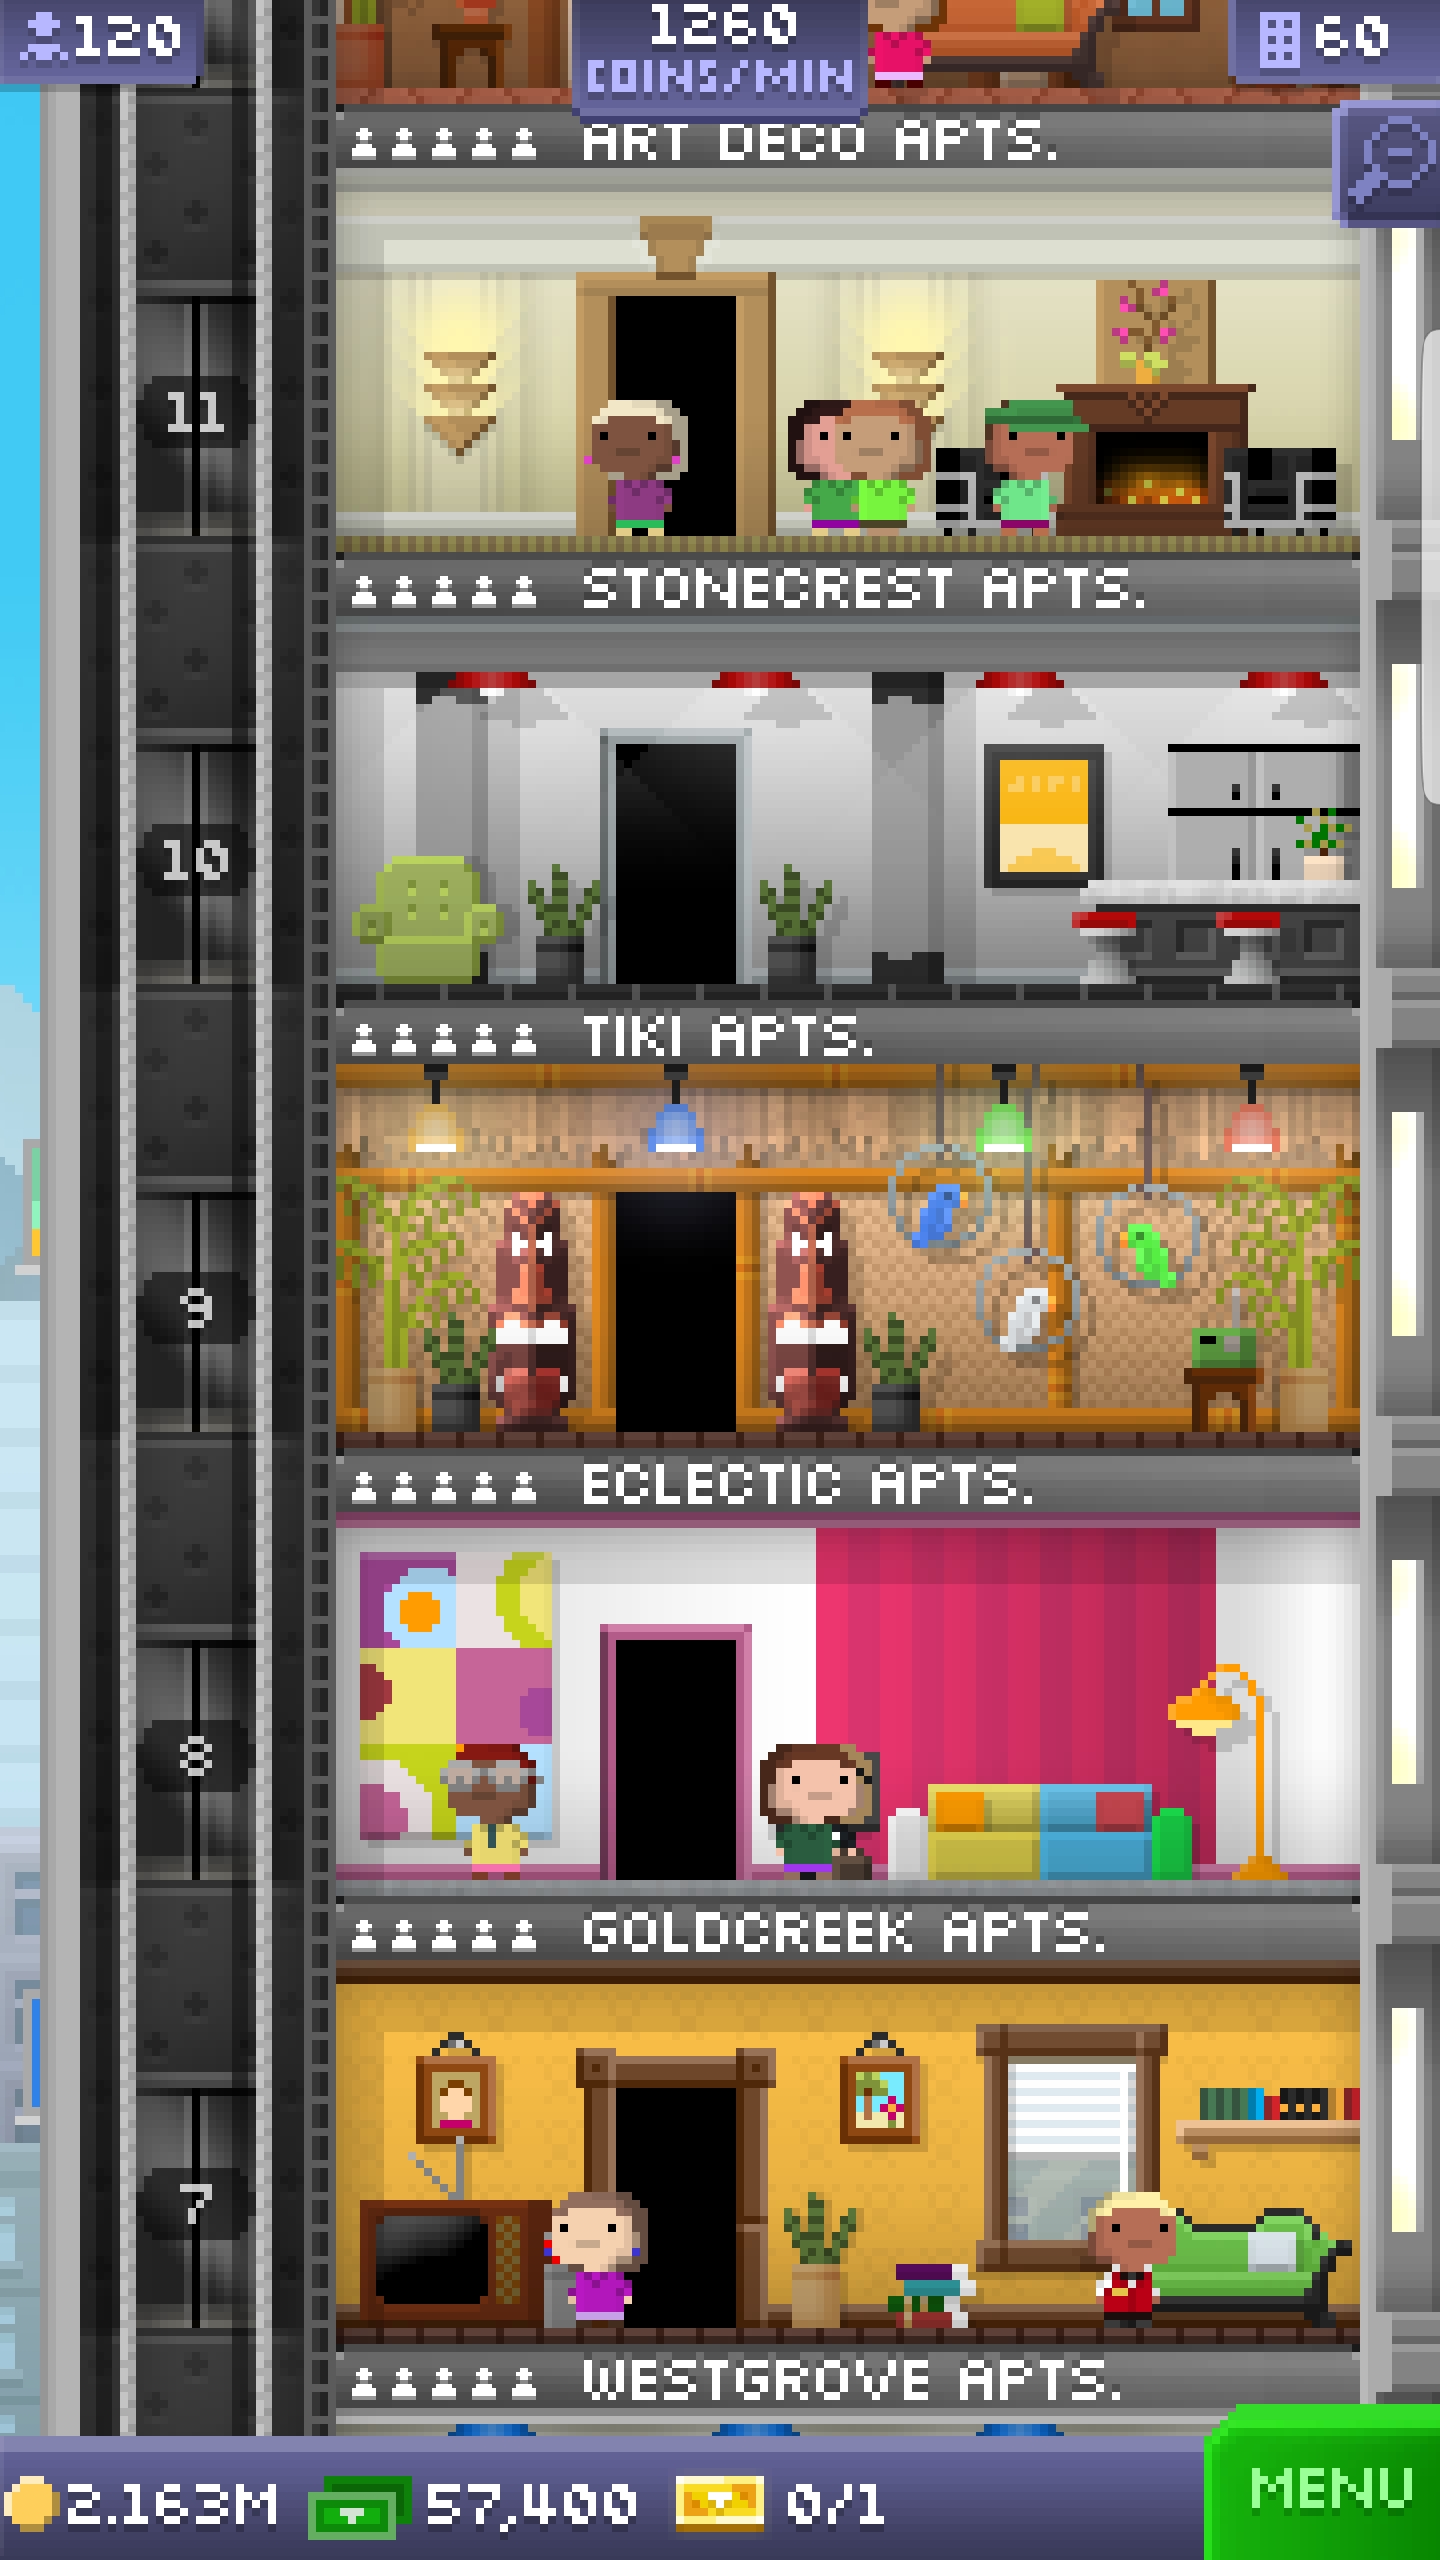 120
1260
COINS/MIN
60
ART DECO APTS.
11
STONECREST APTS.
10
TIKI APTS.
9
ECLECTIC APTS.
8
GOLDCREEK APTS.
7
WESTGROVE APTS.
2.163M
57,400
0/1
MENU